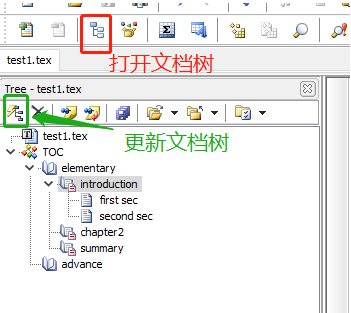 打开文档树
test1.tex
Tree - test1.tex
更新文档树
test1.tex
TOC
elementary
introduction
first sec
second sec
chapter2
summary
advance